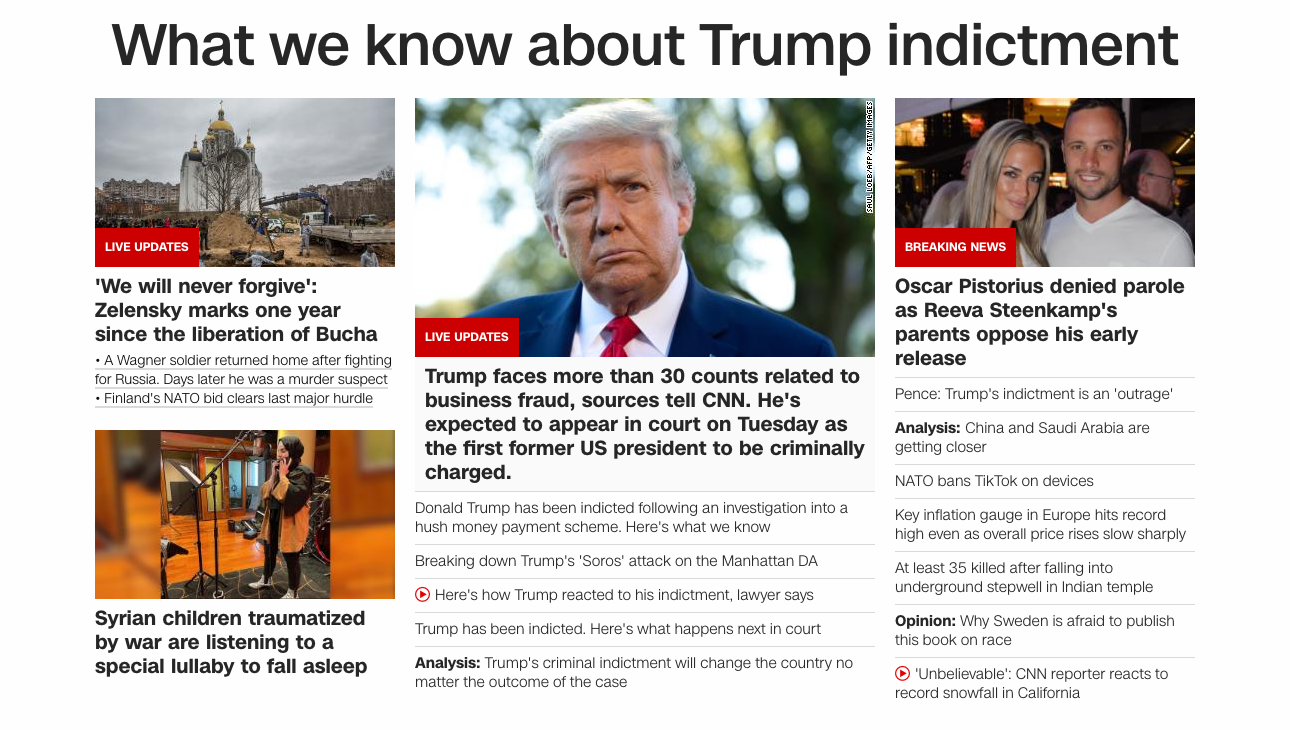 What we know about Trump indictment
LIVE UPDATES
'We will never forgive':
Zelensky marks one year
since the liberation of Bucha
• A Wagner soldier returned home after fighting
for Russia. Days later he was a murder suspect
• Finland's NATO bid clears last major hurdle
Syrian children traumatized
by war are listening to a
special lullaby to fall asleep
SAUL LOEB/AFP/GETTY IMAGES
LIVE UPDATES
Trump faces more than 30 counts related to
business fraud, sources tell CNN. He's
expected to appear in court on Tuesday as
the first former US president to be criminally
charged.
Donald Trump has been indicted following an investigation into a
hush money payment scheme. Here's what we know
Breaking down Trump's 'Soros' attack on the Manhattan DA
Here's how Trump reacted to his indictment, lawyer says
Trump has been indicted. Here's what happens next in court
Analysis: Trump's criminal indictment will change the country no
matter the outcome of the case
BREAKING NEWS
Oscar Pistorius denied parole
as Reeva Steenkamp's
parents oppose his early
release
Pence: Trump's indictment is an 'outrage'
Analysis: China and Saudi Arabia are
getting closer
NATO bans TikTok on devices
Key inflation gauge in Europe hits record
high even as overall price rises slow sharply
At least 35 killed after falling into
underground stepwell in Indian temple
Opinion: Why Sweden is afraid to publish
this book on race
'Unbelievable': CNN reporter reacts to
record snowfall in California